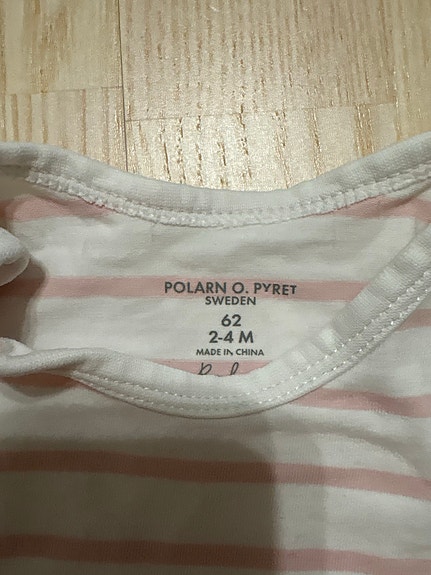 POLARN O. PYRET
SWEDEN
62
2-4 M
MADE IN CHINA